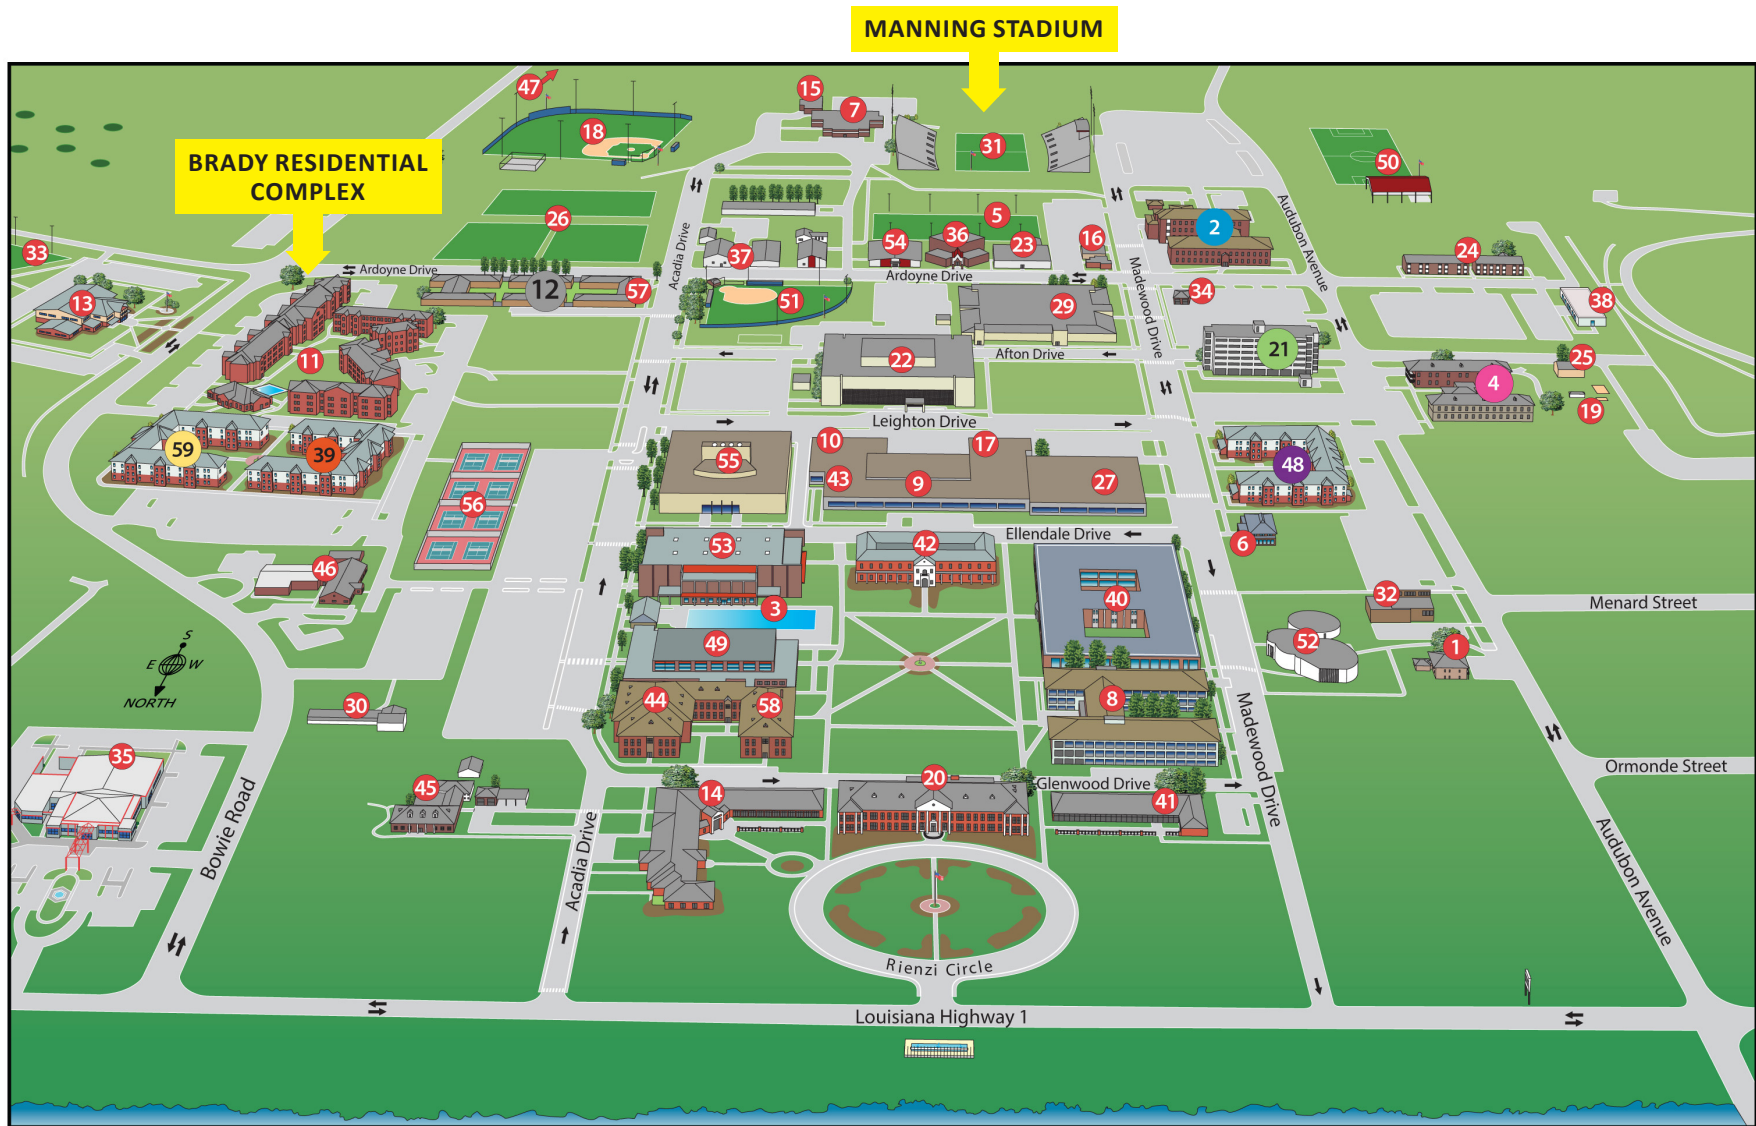 MANNING STADIUM
47
15
7
18
31
BRADY RESIDENTIAL
COMPLEX
50
Acadia Drive
Audubon Avenue
26
5
2
33
54
36
23
16
37
24
Ardoyne Drive
Ardoyne Drive
Madewood Drive
13
12
57
51
29
34
38
11
22
Afton Drive
21
25
4
19
Leighton Drive
59
39
55
10
17
43
9
27
48
56
53
42
Ellendale Drive
6
46
3
40
32
Menard Street
S
E
W
NORTH
49
52
1
30
44
58
8
Madewood Drive
35
Ormonde Street
45
14
20
Glenwood Drive
41
Bowie Road
Acadia Drive
Audubon Avenue
Rienzi Circle
Louisiana Highway 1